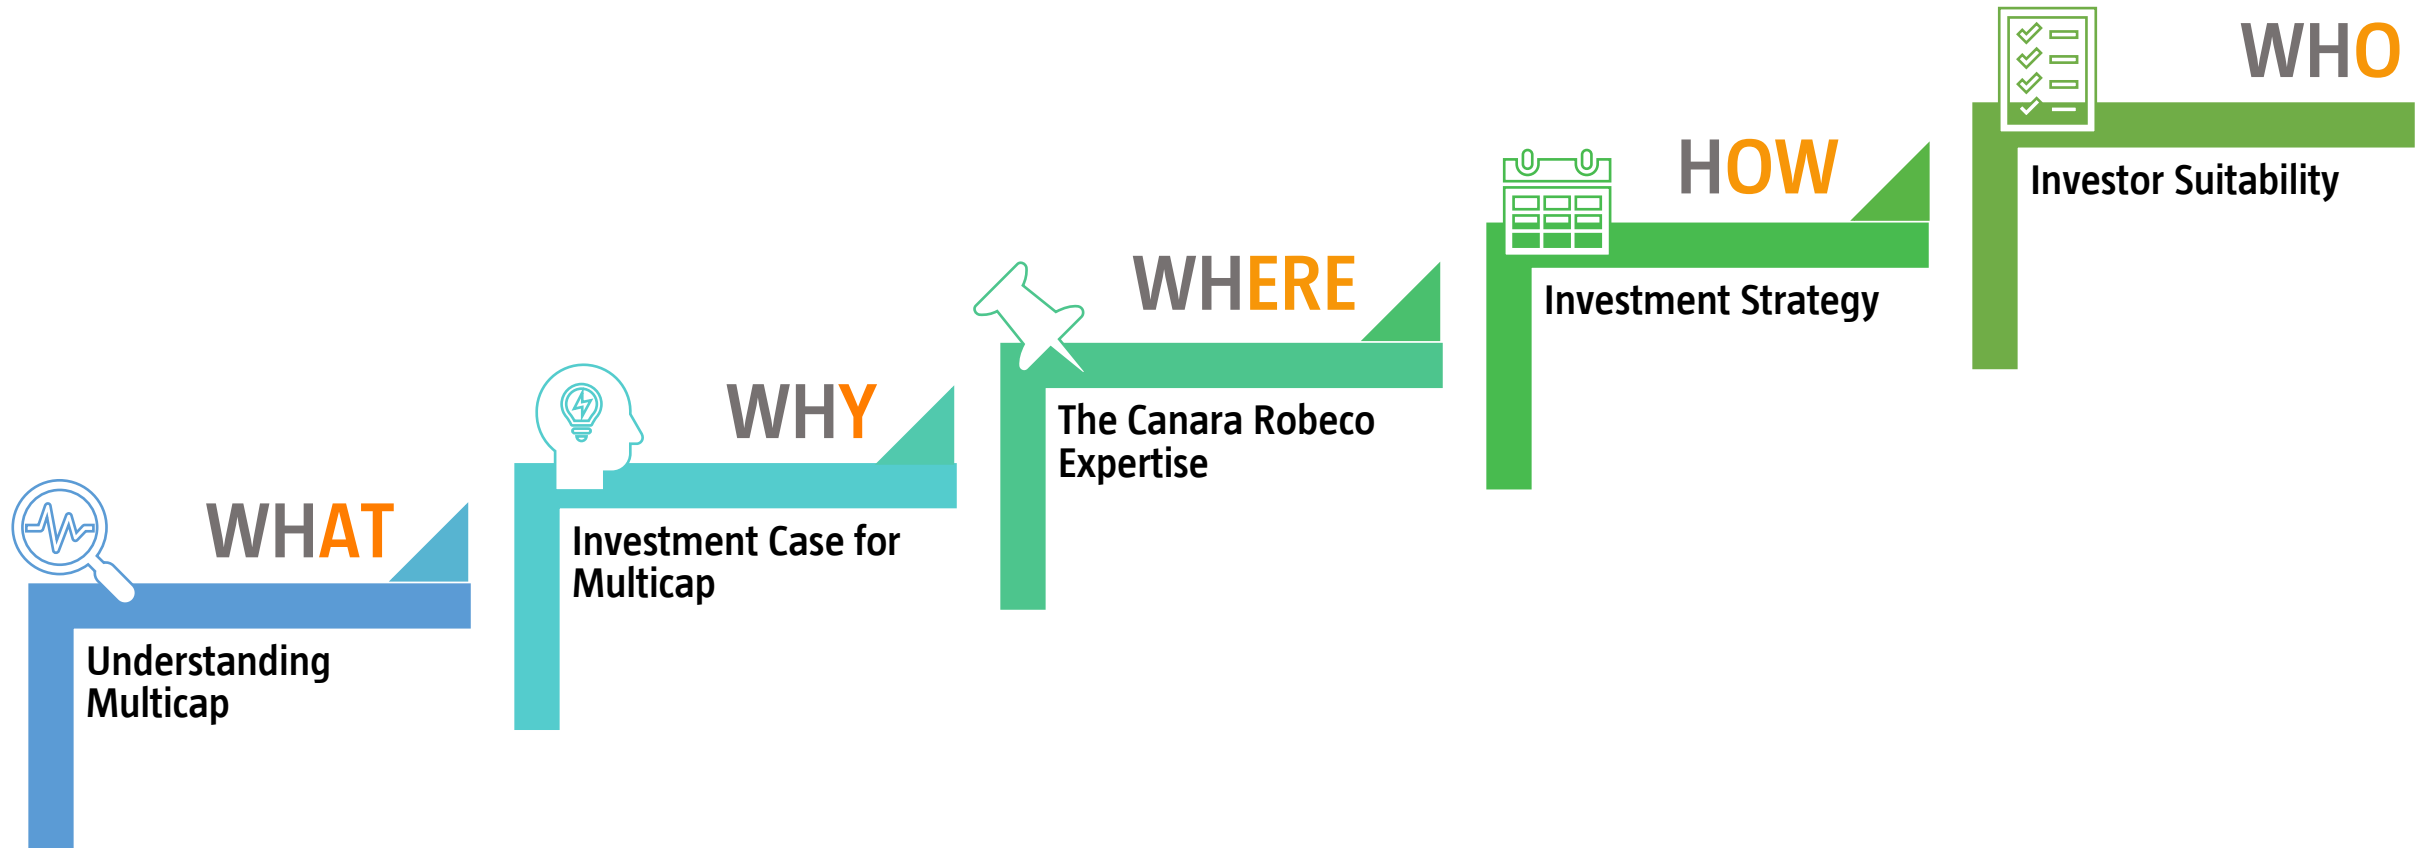 WHAT
Understanding
Multicap
WHY
Investment Case for
Multicap
WHERE
The Canara Robeco
Expertise
HOW
Investment Strategy
WHO
Investor Suitability